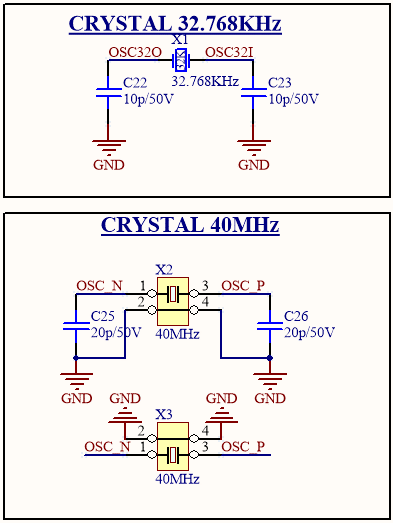 CRYSTAL 32.768KHz
X1
OSC32O OSC32I
32K
32.768KHz
C22 C23
10p/50V 10p/50V
GND GND
CRYSTAL 40MHz
X2
OSC_N 1 3 OSC_P
2 4
C25 C26
20p/50V 40MHz 20p/50V
GND GND
GND GND
X3
2 4
OSC_N 1 3 OSC_P
40MHz